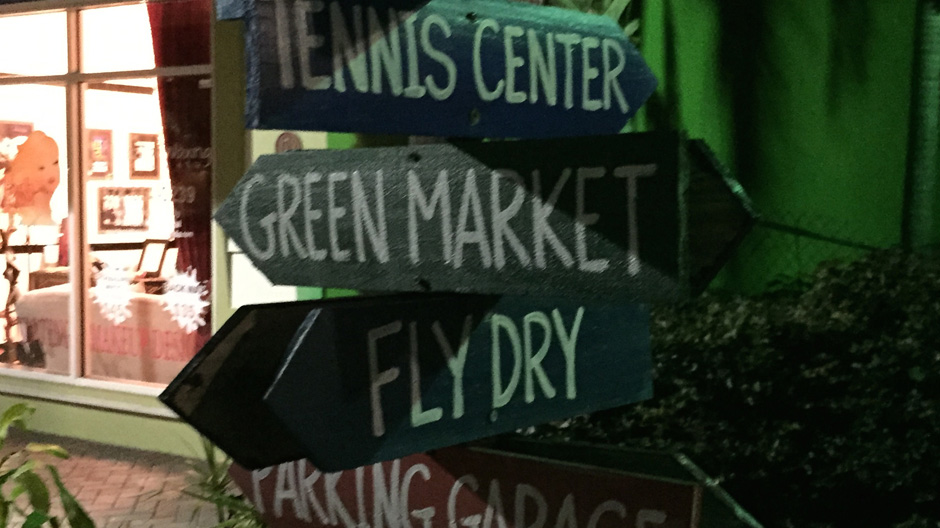 TENNIS CENTER
GREEN MARKET
FLY DRY
PARKING GARAGE